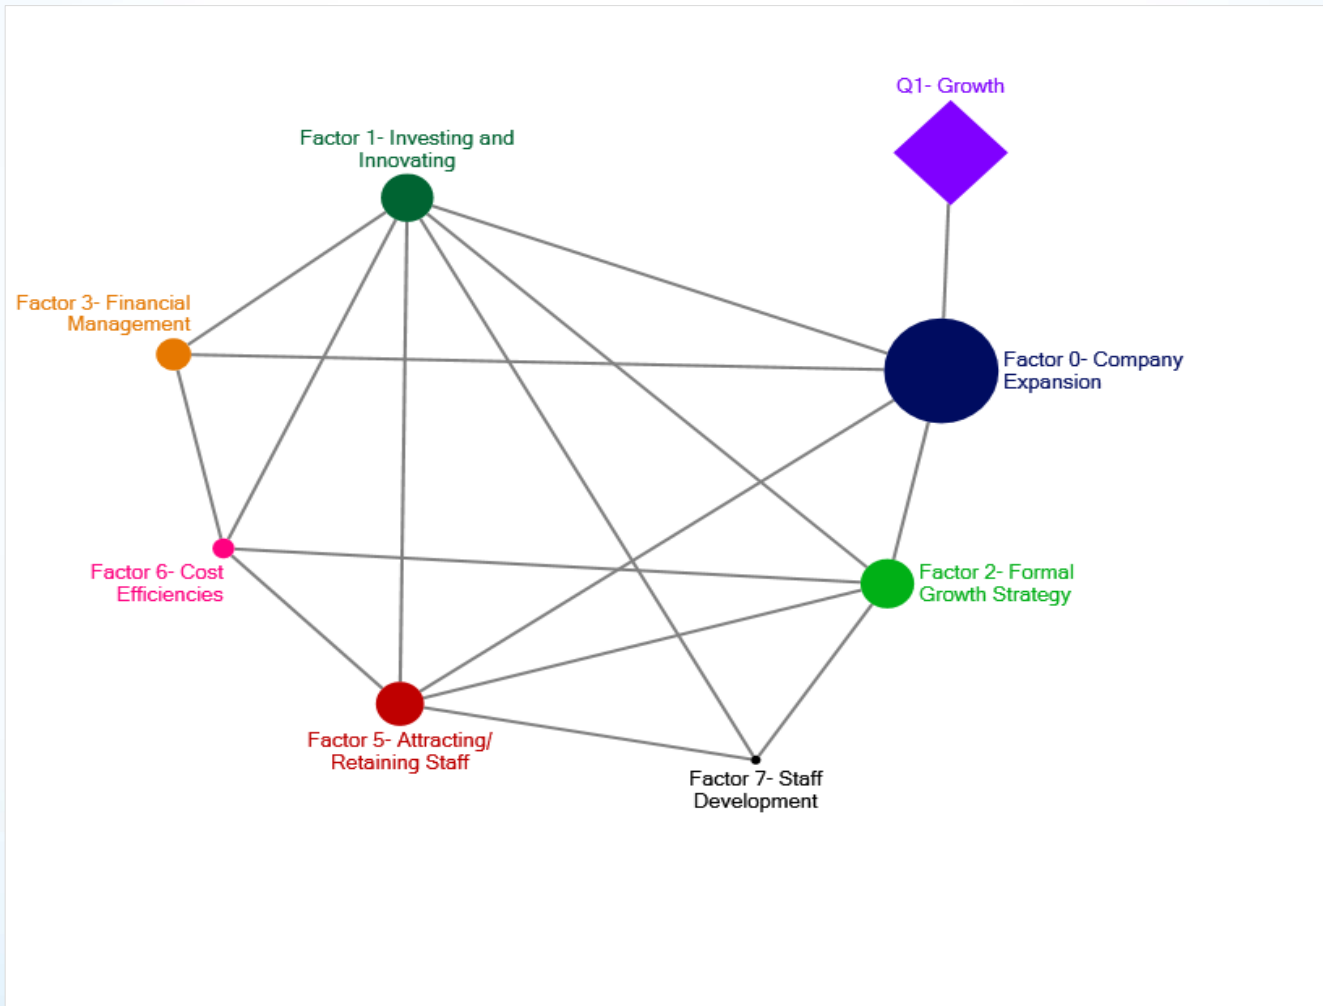 Q1- Growth
Factor 1- Investing and
Innovating
Factor 3- Financial
Management
Factor 0- Company
Expansion
Factor 6- Cost
Efficiencies
Factor 2- Formal
Growth Strategy
Factor 5- Attracting/
Retaining Staff
Factor 7- Staff
Development